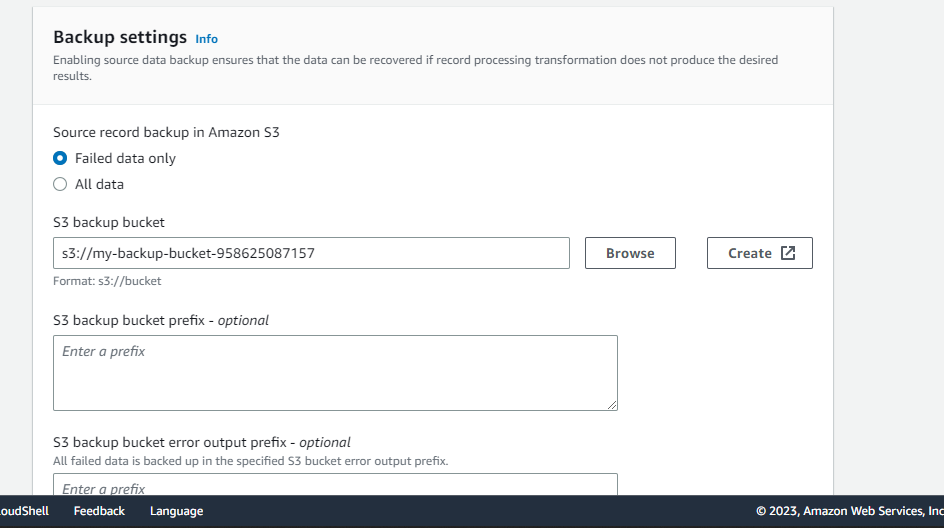 Backup settings Info
Enabling source data backup ensures that the data can be recovered if record processing transformation does not produce the desired
results.
Source record backup in Amazon S3
Failed data only
All data
S3 backup bucket
s3://my-backup-bucket-958625087157
Browse
Create
Format: s3://bucket
S3 backup bucket prefix - optional
Enter a prefix
S3 backup bucket error output prefix - optional
All failed data is backed up in the specified S3 bucket error output prefix.
Enter a prefix
oudShell Feedback Language © 2023, Amazon Web Services, Inc